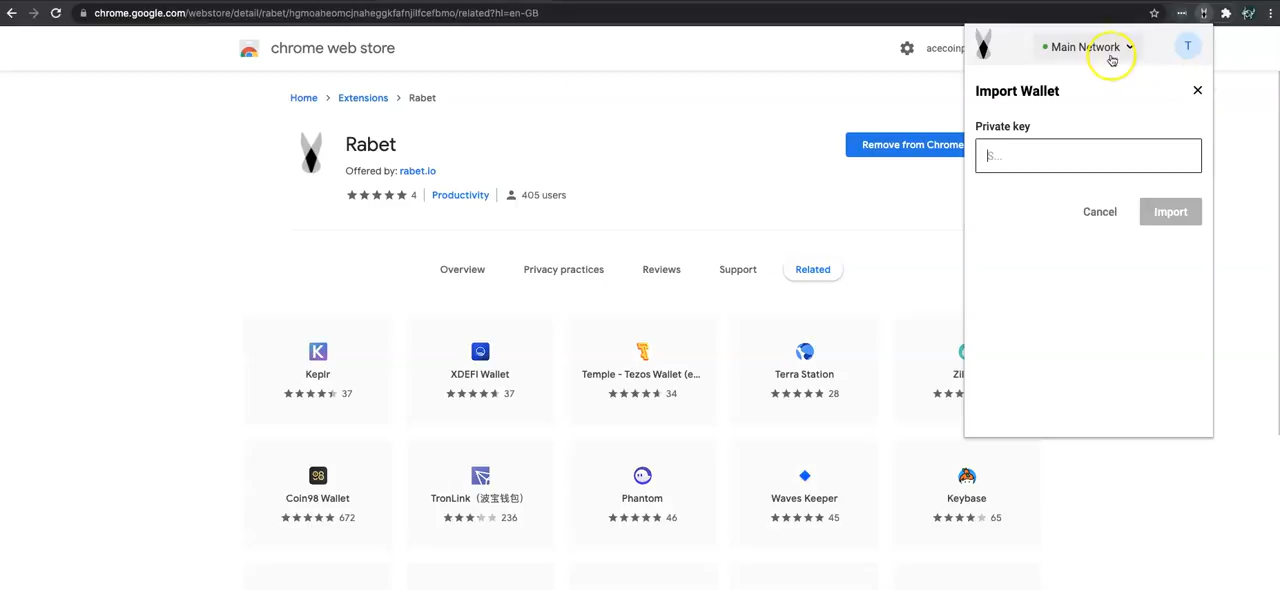 chrome.google.com/webstore/detail/rabet/hgmoaheomcjnaheggkfafnjilfcefbmo/related?hl=en-GB
chrome web store
acecoinp
Main Network
T
Home > Extensions > Rabet
Import Wallet
Rabet
Private key
Remove from Chrome
S...
Offered by: rabet.io
4
Productivity
405 users
Cancel
Import
Overview
Privacy practices
Reviews
Support
Related
Keplr
XDEFI Wallet
Temple - Tezos Wallet (e...
Terra Station
Zil
37
37
34
28
Coin98 Wallet
TronLink（波宝钱包）
Phantom
Waves Keeper
Keybase
672
236
46
45
65